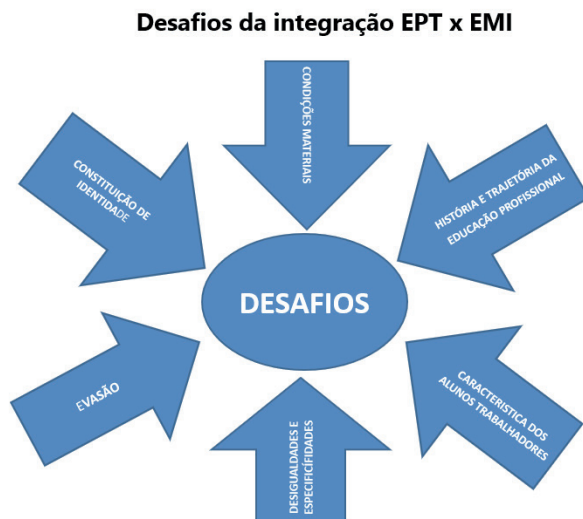 Desafios da integração EPT x EMI
CONDIÇÕES MATERIAIS
CONSTITUIÇÃO DE
IDENTIDADE
HISTÓRIA E TRAJETÓRIA DA
EDUCAÇÃO PROFISSIONAL
DESAFIOS
EVASÃO
CARACTERISTICA DOS
ALUNOS TRABALHADORES
DESIGUALDADES E
ESPECIFICÍFIDADES